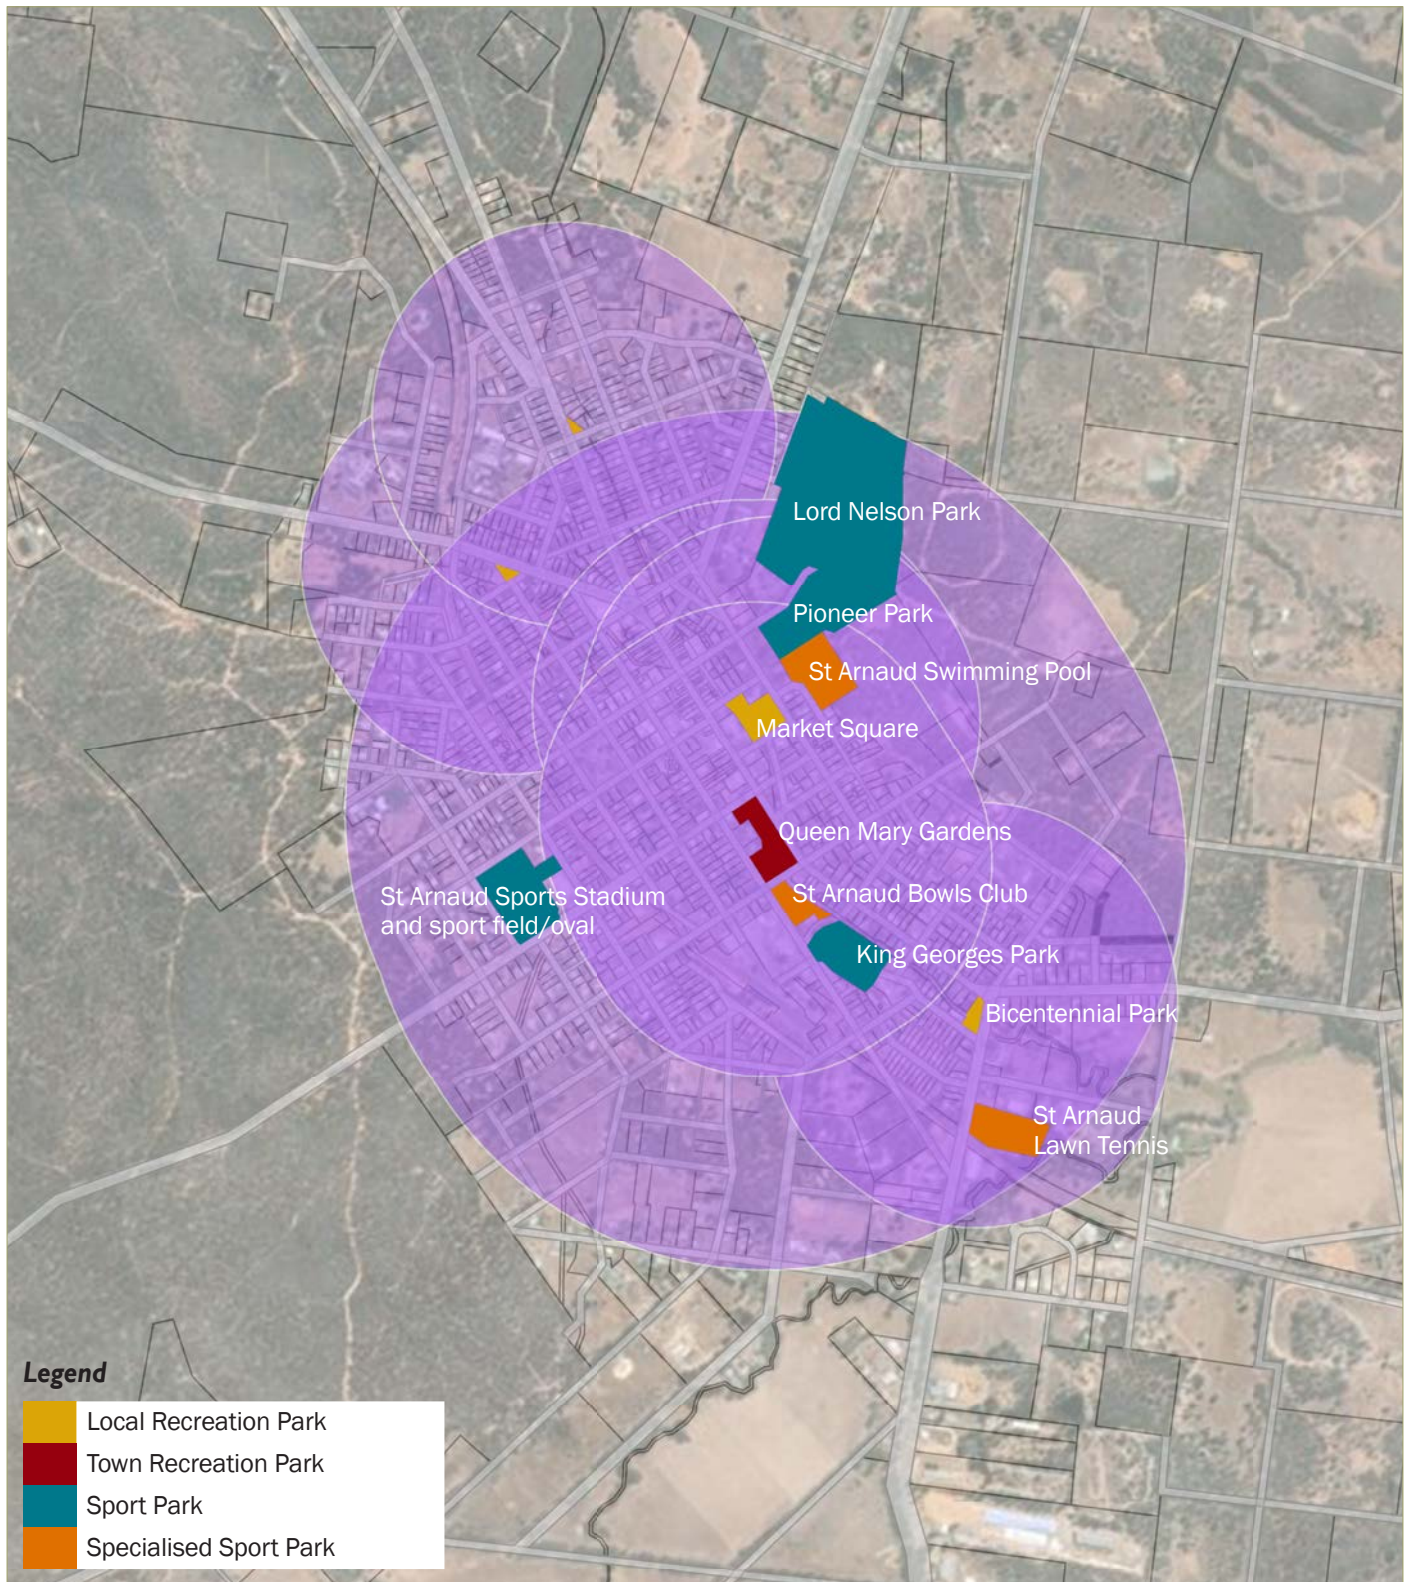 Lord Nelson Park
Pioneer Park
St Arnaud Swimming Pool
Market Square
Queen Mary Gardens
St Arnaud Sports Stadium
and sport field/oval
St Arnaud Bowls Club
King Georges Park
Bicentennial Park
St Arnaud
Lawn Tennis
Legend
Local Recreation Park
Town Recreation Park
Sport Park
Specialised Sport Park